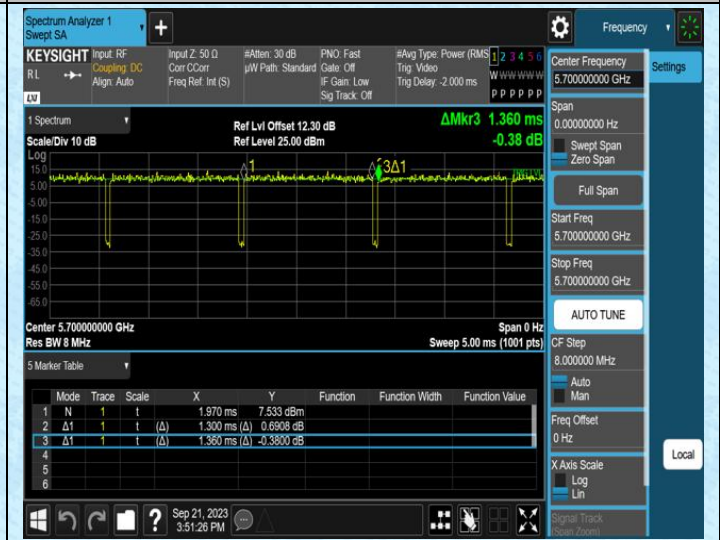 Spectrum Analyzer 1
Swept SA
Frequency
KEYSIGHT
RL
LXI
Input: RF
Coupling: DC
Align: Auto
Input Z: 50 Ω
Corr CCorr
Freq Ref: Int (S)
#Atten: 30 dB
µW Path: Standard
PNO: Fast
Gate: Off
IF Gain: Low
Sig Track: Off
#Avg Type: Power (RMS
Trig: Video
Trig Delay: -2.000 ms
1 2 3 4 5 6
W W W W W W
P P P P P P
1 Spectrum
Scale/Div 10 dB
Ref Lvl Offset 12.30 dB
Ref Level 25.00 dBm
ΔMkr3 1.360 ms
-0.38 dB
Log
15.0
5.00
-5.00
-15.0
-25.0
-35.0
-45.0
-55.0
-65.0
1
3Δ1
Center 5.700000000 GHz
Res BW 8 MHz
Span 0 Hz
Sweep 5.00 ms (1001 pts)
5 Marker Table
Mode Trace Scale X Y Function Function Width Function Value
1 N 1 t 1.970 ms 7.533 dBm
2 Δ1 1 t (Δ) 1.300 ms (Δ) 0.6908 dB
3 Δ1 1 t (Δ) 1.360 ms (Δ) -0.3800 dB
4
5
6
?
Sep 21, 2023
3:51:26 PM
Center Frequency
5.700000000 GHz
Span
0.00000000 Hz
Swept Span
Zero Span
Full Span
Start Freq
5.700000000 GHz
Stop Freq
5.700000000 GHz
AUTO TUNE
CF Step
8.000000 MHz
Auto
Man
Freq Offset
0 Hz
X Axis Scale
Log
Lin
Signal Track
(Span Zoom)
Settings
Local